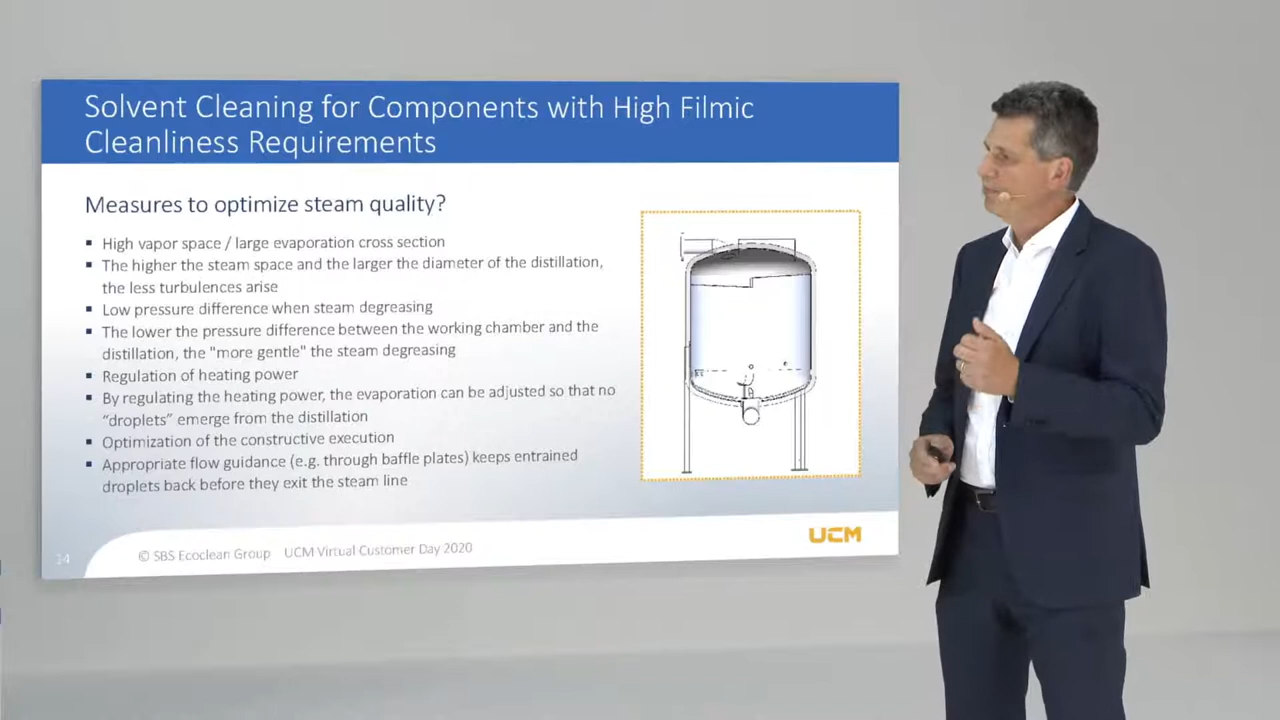 Solvent Cleaning for Components with High Filmic
Cleanliness Requirements
Measures to optimize steam quality?
▪ High vapor space / large evaporation cross section
▪ The higher the steam space and the larger the diameter of the distillation,
the less turbulences arise
▪ Low pressure difference when steam degreasing
▪ The lower the pressure difference between the working chamber and the
distillation, the "more gentle" the steam degreasing
▪ Regulation of heating power
▪ By regulating the heating power, the evaporation can be adjusted so that no
“droplets” emerge from the distillation
▪ Optimization of the constructive execution
▪ Appropriate flow guidance (e.g. through baffle plates) keeps entrained
droplets back before they exit the steam line
UCM
14 © SBS Ecoclean Group UCM Virtual Customer Day 2020